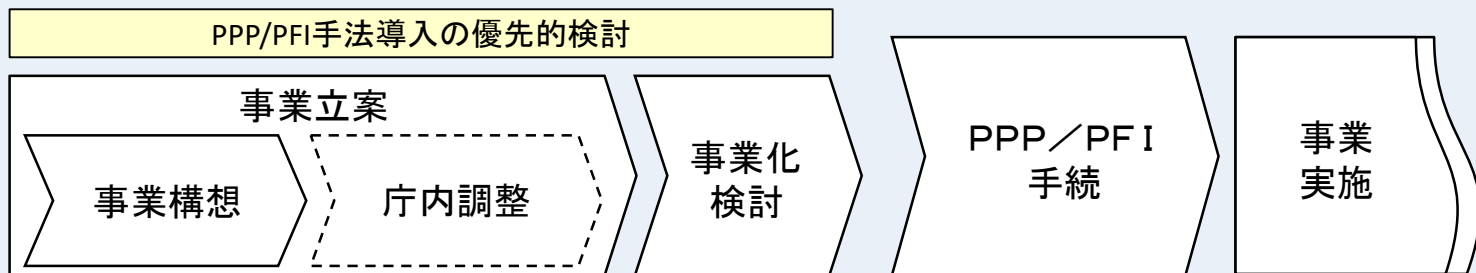 PPP/PFI手法導入の優先的検討
事業立案
事業構想
庁内調整
事業化
検討
ＰＰＰ／ＰＦＩ
手続
事業
実施